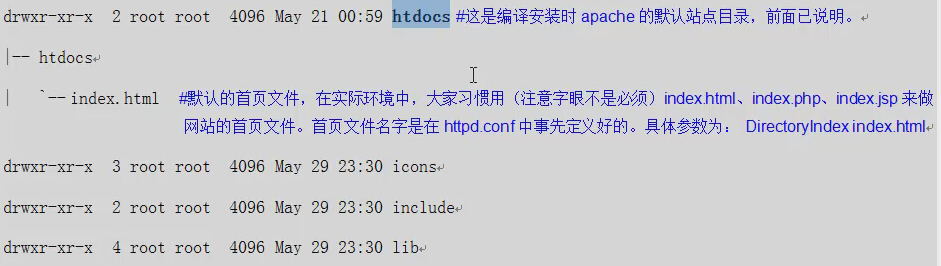 drwxr-xr-x 2 root root 4096 May 21 00:59 htdocs #这是编译安装时 apache 的默认站点目录，前面已说明。
|-- htdocs
| `-- index.html #默认的首页文件，在实际环境中，大家习惯用（注意字眼不是必须）index.html、index.php、index.jsp 来做
网站的首页文件。首页文件名字是在 httpd.conf 中事先定义好的。具体参数为： DirectoryIndex index.html
drwxr-xr-x 3 root root 4096 May 29 23:30 icons
drwxr-xr-x 2 root root 4096 May 29 23:30 include
drwxr-xr-x 4 root root 4096 May 29 23:30 lib